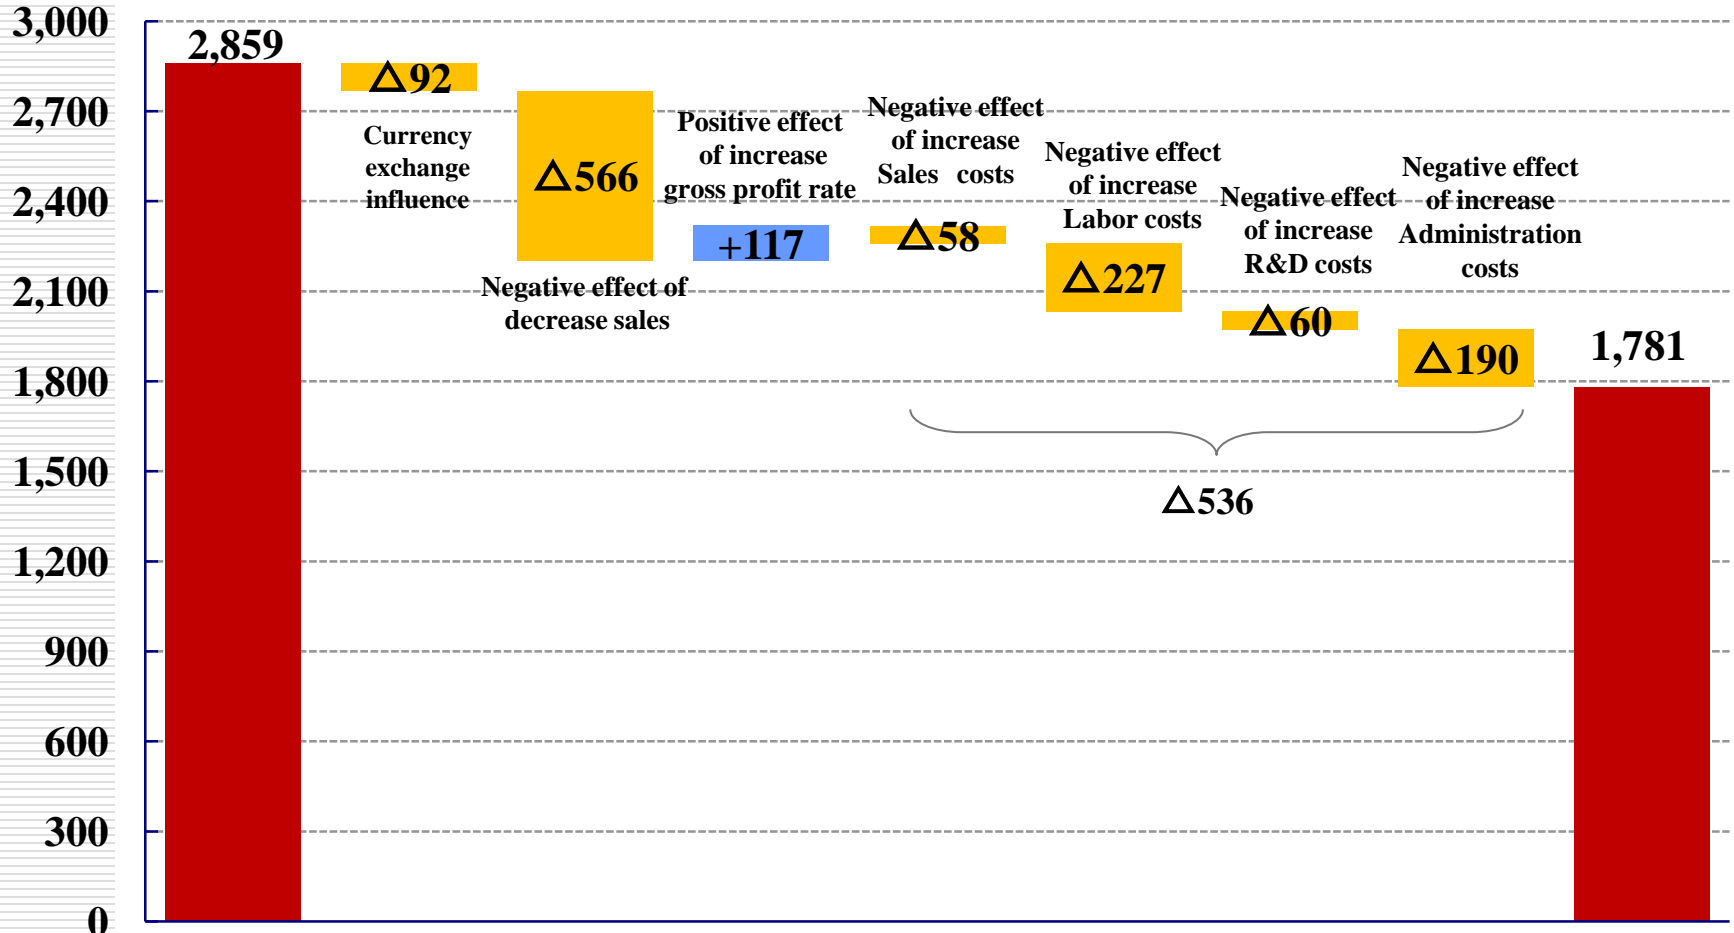 3,000
2,700
2,400
2,100
1,800
1,500
1,200
900
600
300
0
2,859
△92
Currency
exchange
influence
△566
Negative effect of
decrease sales
Positive effect
of increase
gross profit rate
+117
Negative effect
of increase
Sales costs
△58
Negative effect
of increase
Labor costs
△227
Negative effect
of increase
R&D costs
△60
Negative effect
of increase
Administration
costs
△190
1,781
△536